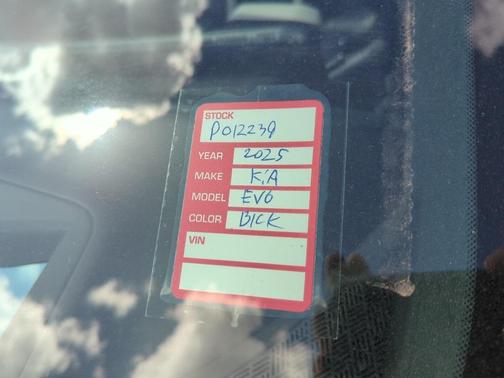 STOCK
P012239
YEAR 2025
MAKE KIA
MODEL EV6
COLOR BlCK
VIN